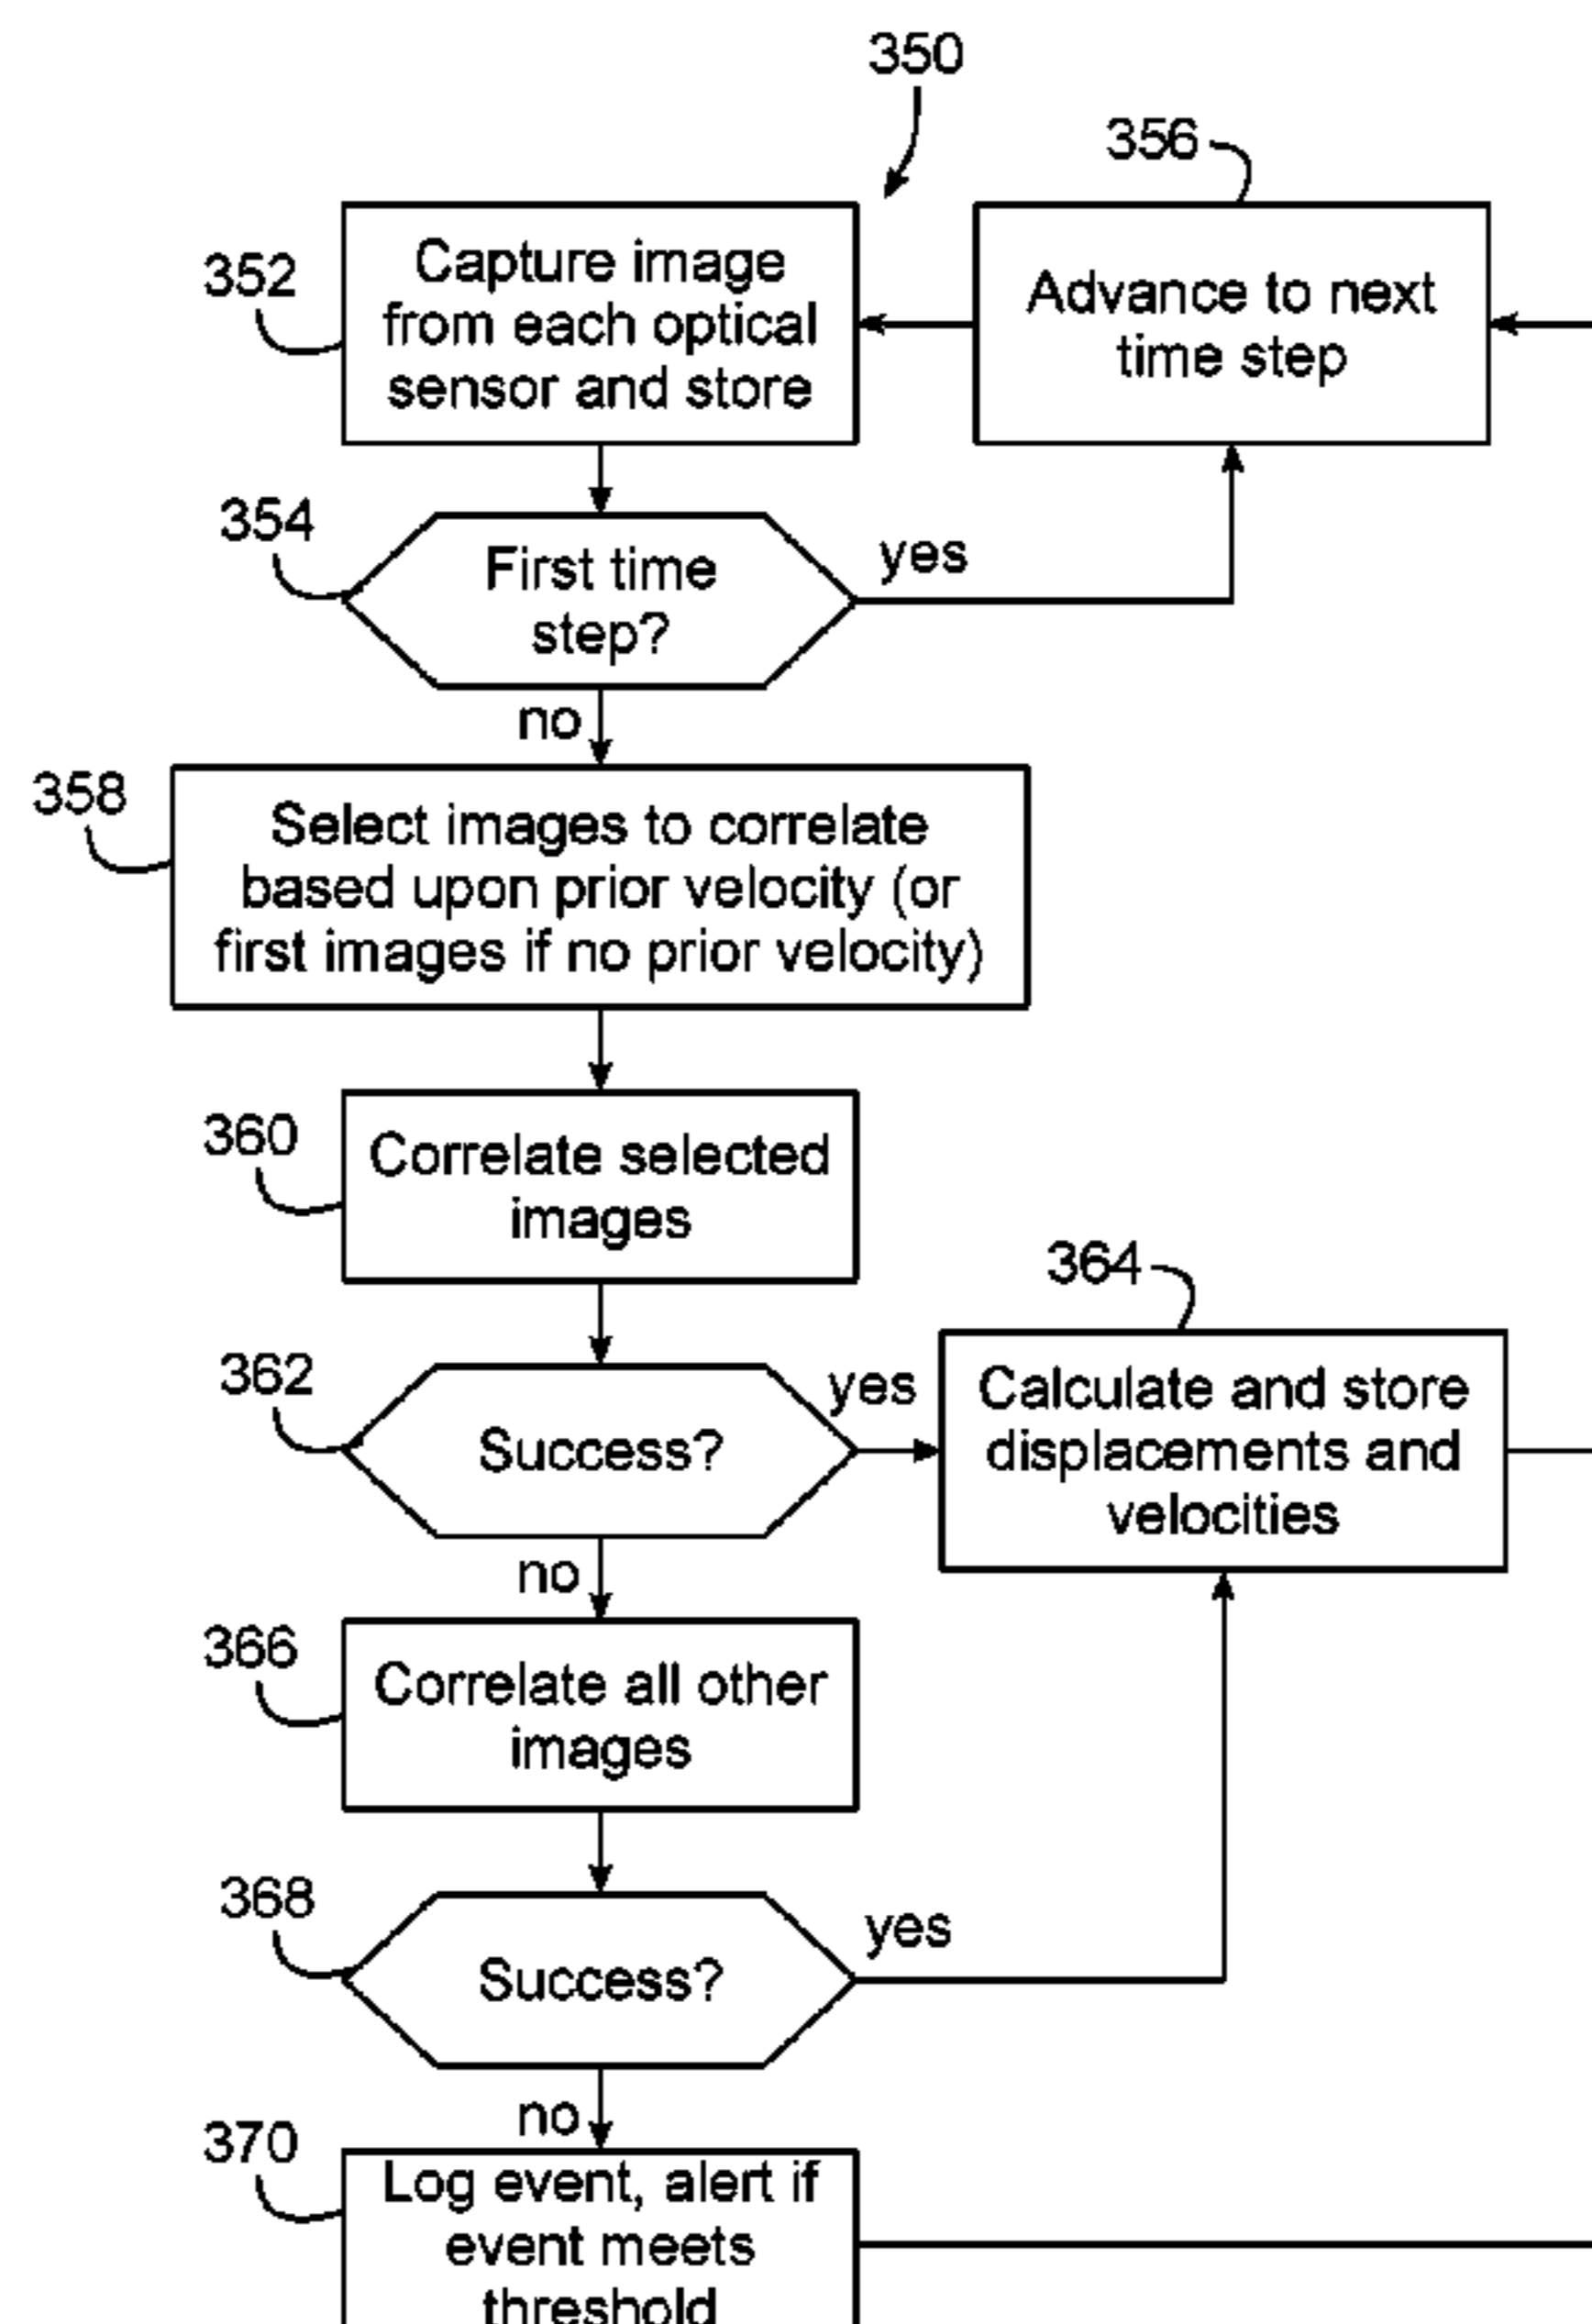 350
356
352
Capture image
from each optical
sensor and store
Advance to next
time step
354
First time
step?
yes
no
358
Select images to correlate
based upon prior velocity (or
first images if no prior velocity)
360
Correlate selected
images
364
362
Success?
yes
Calculate and store
displacements and
velocities
no
366
Correlate all other
images
368
Success?
yes
no
370
Log event, alert if
event meets
threshold